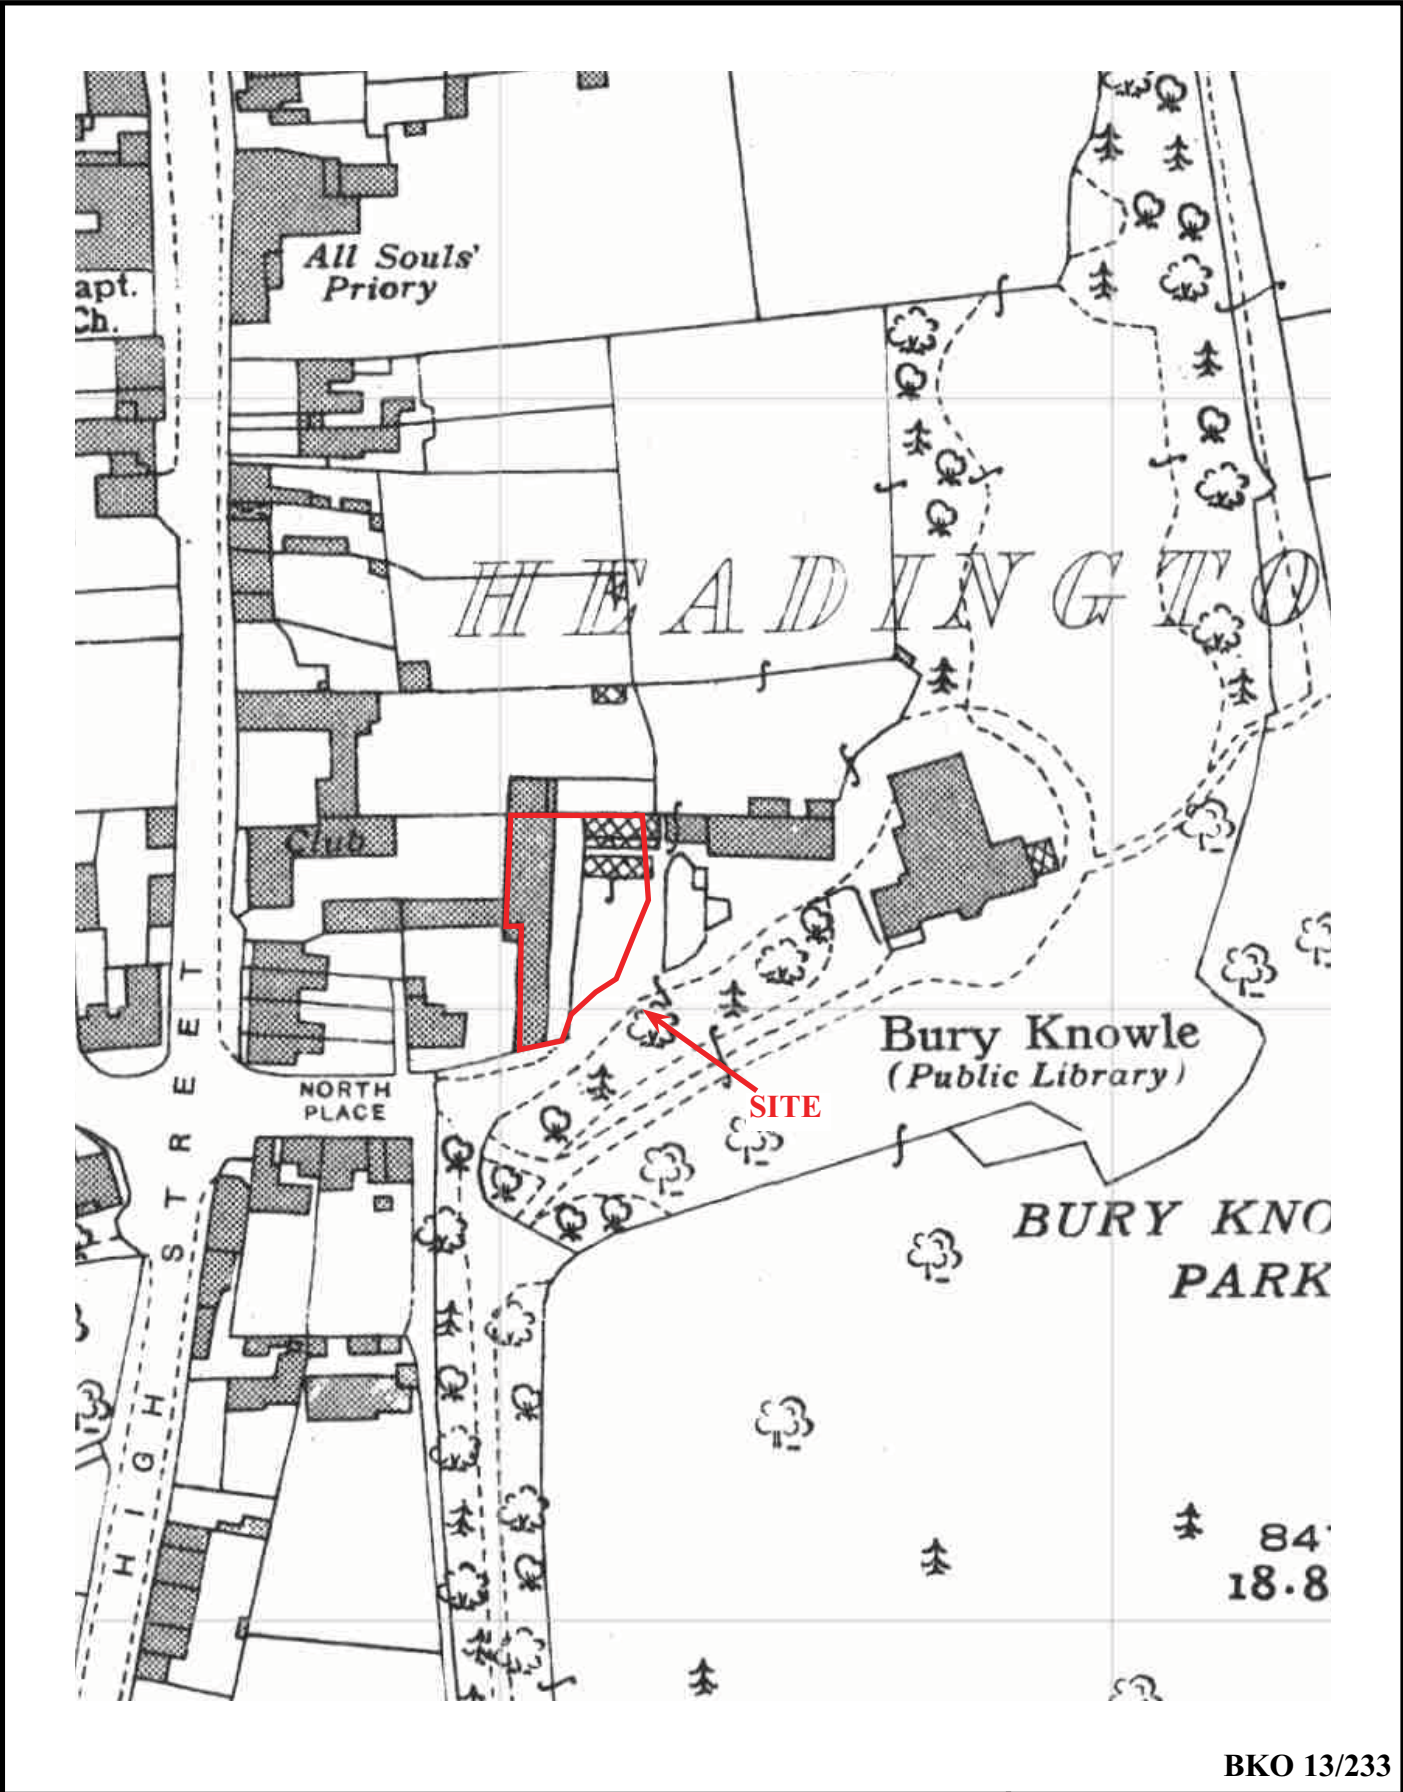 All Souls'
Priory
apt.
Ch.
HEADINGTO
Club
Bury Knowle
(Public Library)
NORTH
PLACE
SITE
HIGH STREET
BURY KNO
PARK
84
18.8
BKO 13/233